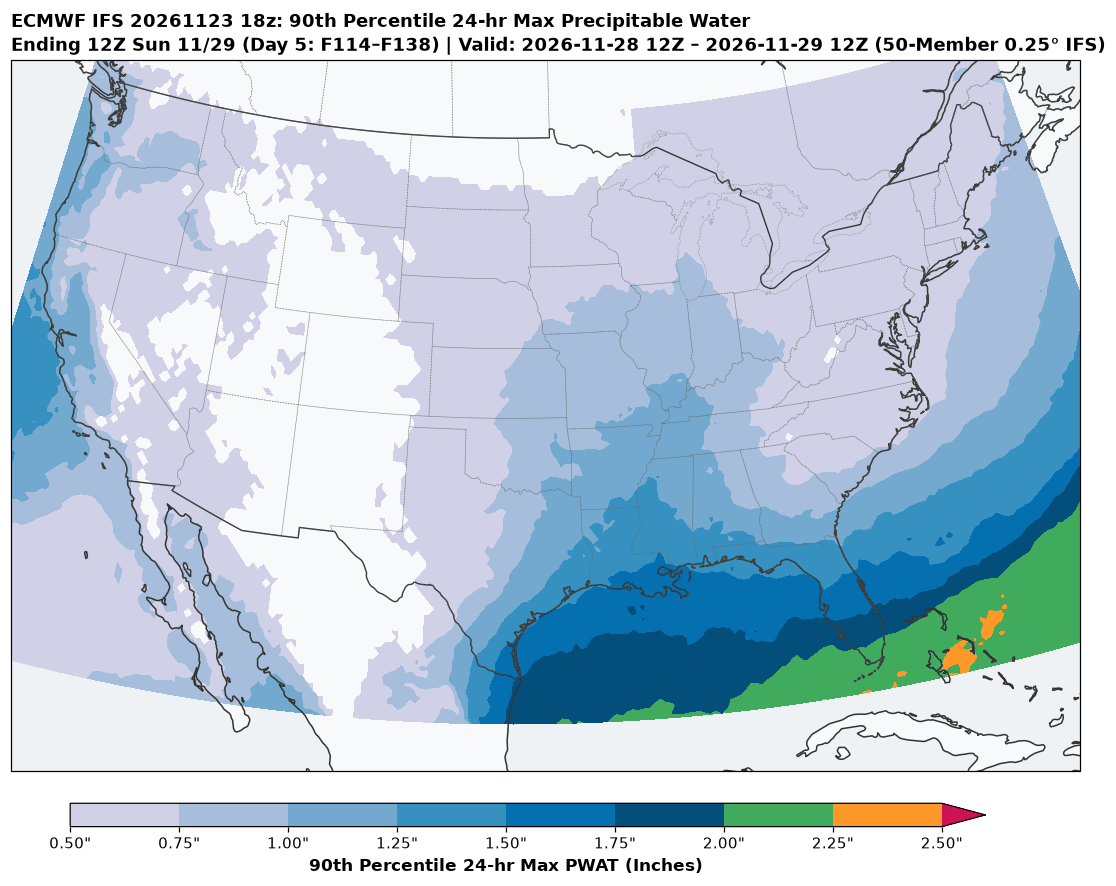 ECMWF IFS 20261123 18z: 90th Percentile 24-hr Max Precipitable Water
Ending 12Z Sun 11/29 (Day 5: F114–F138) | Valid: 2026-11-28 12Z – 2026-11-29 12Z (50-Member 0.25° IFS)
0.50" 0.75" 1.00" 1.25" 1.50" 1.75" 2.00" 2.25" 2.50"
90th Percentile 24-hr Max PWAT (Inches)